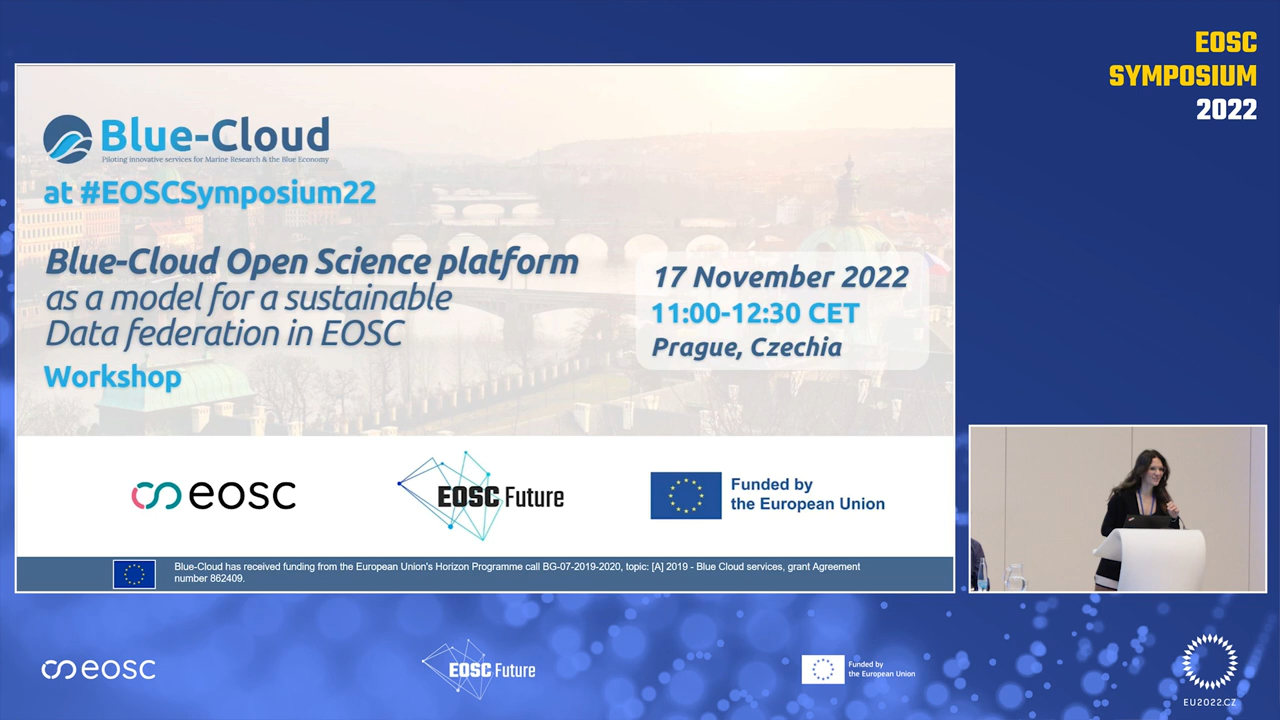 EOSC
SYMPOSIUM
2022
Blue-Cloud
Piloting innovative services for Marine Research & the Blue Economy
at #EOSCSymposium22
Blue-Cloud Open Science platform
as a model for a sustainable
Data federation in EOSC
Workshop
17 November 2022
11:00-12:30 CET
Prague, Czechia
eosc
EOSC Future
Funded by
the European Union
Blue-Cloud has received funding from the European Union's Horizon Programme call BG-07-2019-2020, topic: [A] 2019 - Blue Cloud services, grant Agreement
number 862409.
eosc
EOSC Future
Funded by
the European Union
EU2022.CZ